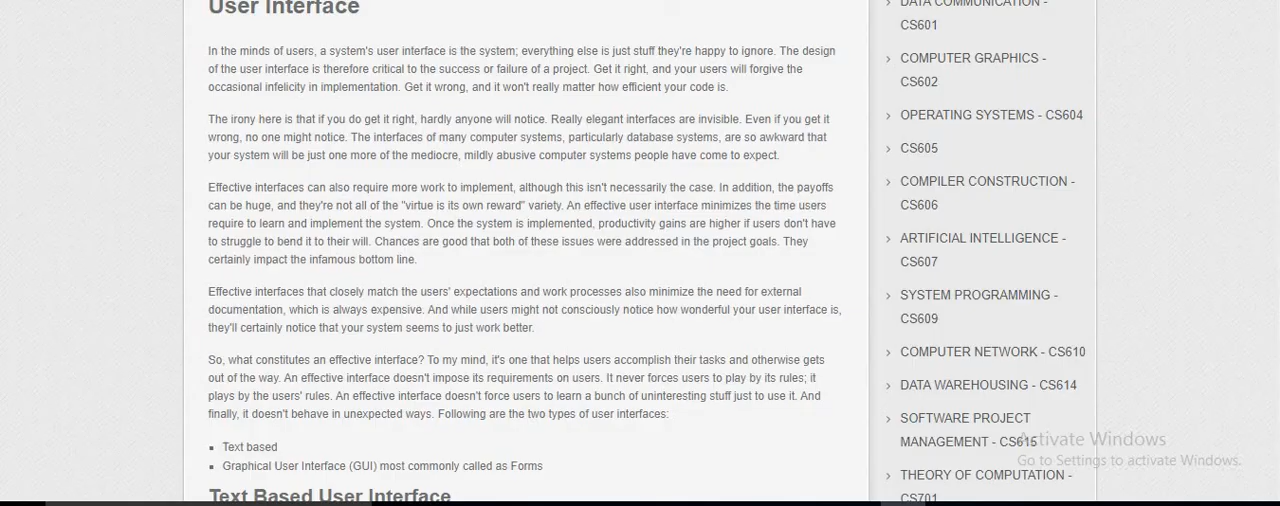 User Interface
In the minds of users, a system's user interface is the system; everything else is just stuff they're happy to ignore. The design
of the user interface is therefore critical to the success or failure of a project. Get it right, and your users will forgive the
occasional infelicity in implementation. Get it wrong, and it won't really matter how efficient your code is.
The irony here is that if you do get it right, hardly anyone will notice. Really elegant interfaces are invisible. Even if you get it
wrong, no one might notice. The interfaces of many computer systems, particularly database systems, are so awkward that
your system will be just one more of the mediocre, mildly abusive computer systems people have come to expect.
Effective interfaces can also require more work to implement, although this isn't necessarily the case. In addition, the payoffs
can be huge, and they're not all of the "virtue is its own reward" variety. An effective user interface minimizes the time users
require to learn and implement the system. Once the system is implemented, productivity gains are higher if users don't have
to struggle to bend it to their will. Chances are good that both of these issues were addressed in the project goals. They
certainly impact the infamous bottom line.
Effective interfaces that closely match the users' expectations and work processes also minimize the need for external
documentation, which is always expensive. And while users might not consciously notice how wonderful your user interface is,
they'll certainly notice that your system seems to just work better.
So, what constitutes an effective interface? To my mind, it's one that helps users accomplish their tasks and otherwise gets
out of the way. An effective interface doesn't impose its requirements on users. It never forces users to play by its rules; it
plays by the users' rules. An effective interface doesn't force users to learn a bunch of uninteresting stuff just to use it. And
finally, it doesn't behave in unexpected ways. Following are the two types of user interfaces:
Text based
Graphical User Interface (GUI) most commonly called as Forms
Text Based User Interface
DATA COMMUNICATION -
CS601
COMPUTER GRAPHICS -
CS602
OPERATING SYSTEMS - CS604
CS605
COMPILER CONSTRUCTION -
CS606
ARTIFICIAL INTELLIGENCE -
CS607
SYSTEM PROGRAMMING -
CS609
COMPUTER NETWORK - CS610
DATA WAREHOUSING - CS614
SOFTWARE PROJECT
MANAGEMENT - CS615
THEORY OF COMPUTATION -
CS701
Activate Windows
Go to Settings to activate Windows.